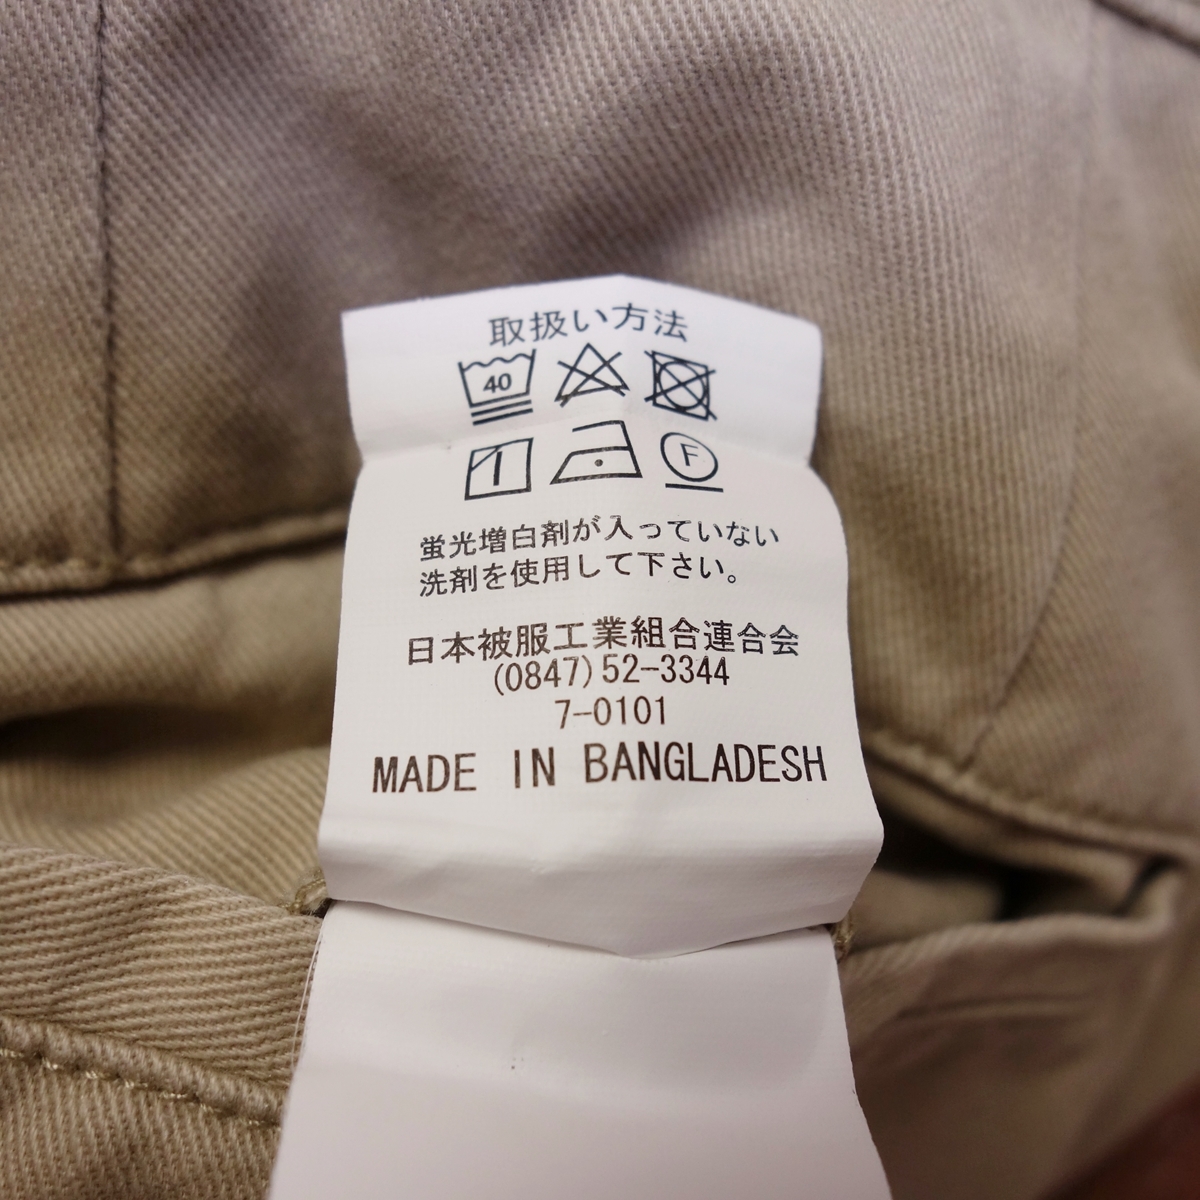 取扱い方法
40
F
蛍光増白剤が入っていない
洗剤を使用して下さい。
日本被服工業組合連合会
(0847)52-3344
7-0101
MADE IN BANGLADESH